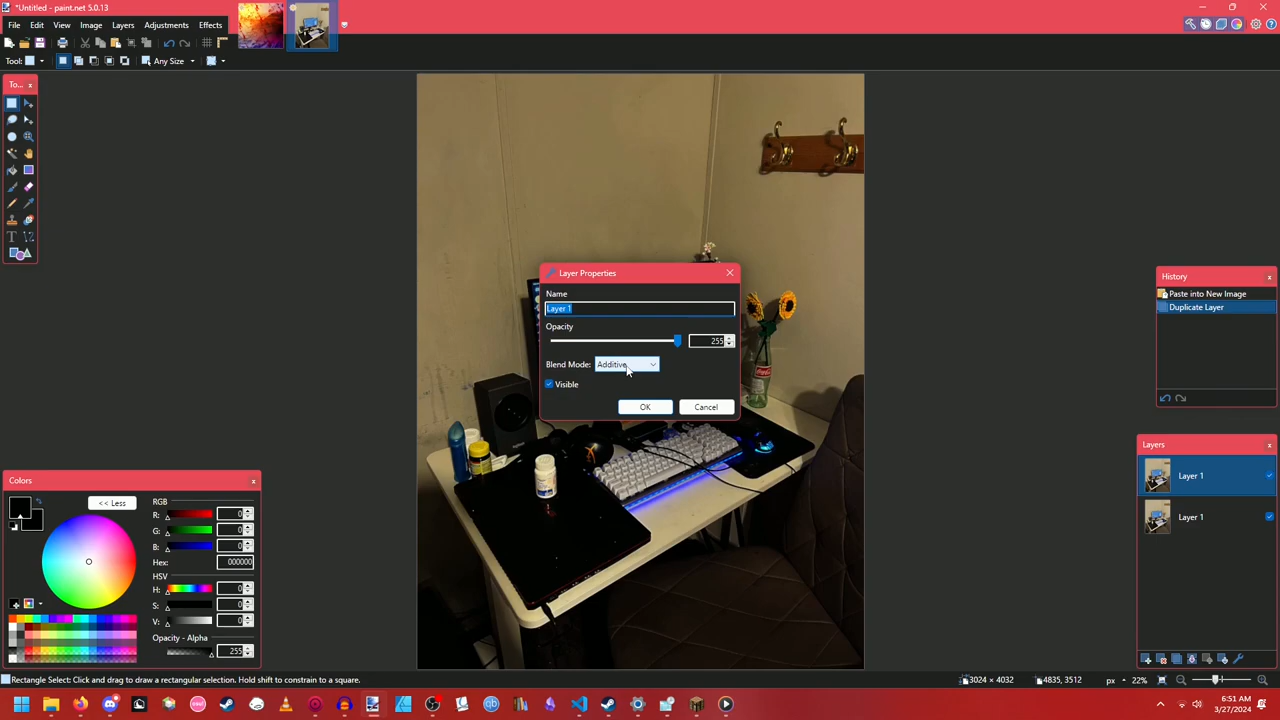 *Untitled - paint.net 5.0.13
File Edit View Image Layers Adjustments Effects
Tool: Any Size
To... x
Layer Properties
Name
Layer 1
Opacity
255
Blend Mode: Additive
Visible
OK Cancel
History x
Paste into New Image
Duplicate Layer
Layers x
Layer 1
Layer 1
Colors x
<< Less
RGB
R: 0
G: 0
B: 0
Hex: 000000
HSV
H: 0
S: 0
V: 0
Opacity - Alpha
255
Rectangle Select: Click and drag to draw a rectangular selection. Hold shift to constrain to a square.
3024 × 4032 4835, 3512 px 22%
6:51 AM
3/27/2024